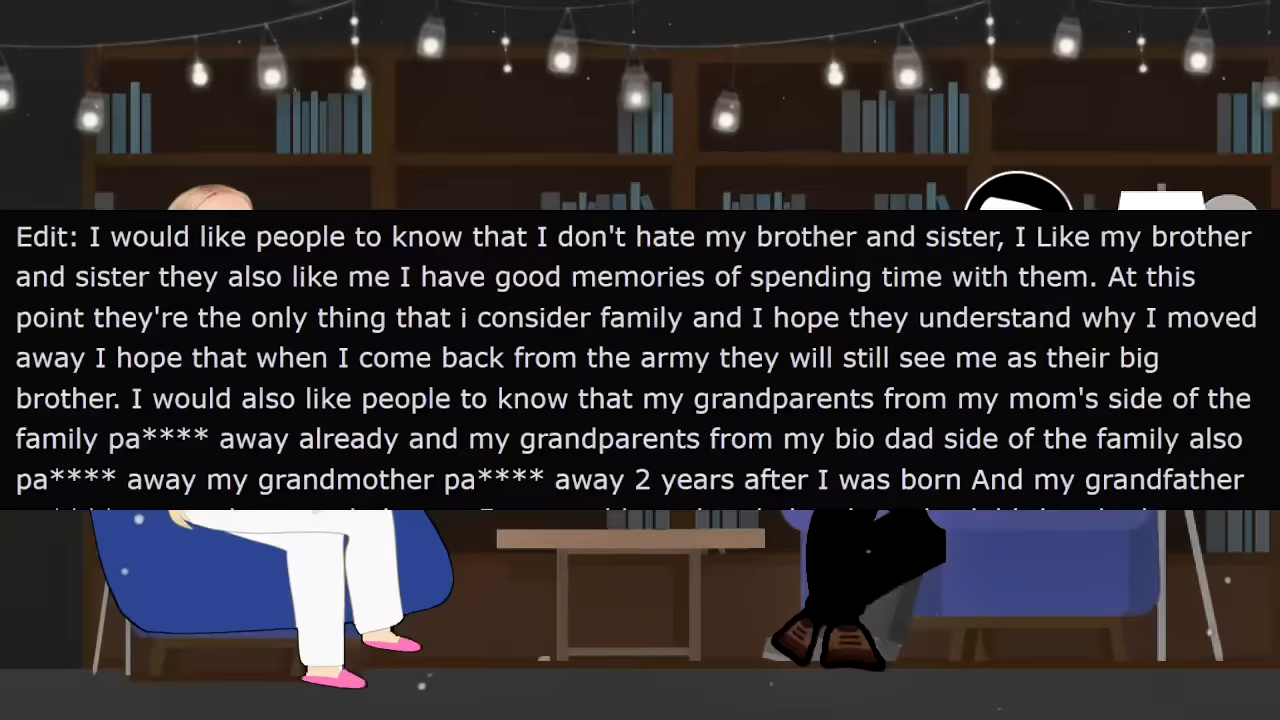 Edit: I would like people to know that I don't hate my brother and sister, I Like my brother
and sister they also like me I have good memories of spending time with them. At this
point they're the only thing that i consider family and I hope they understand why I moved
away I hope that when I come back from the army they will still see me as their big
brother. I would also like people to know that my grandparents from my mom's side of the
family pa**** away already and my grandparents from my bio dad side of the family also
pa**** away my grandmother pa**** away 2 years after I was born And my grandfather